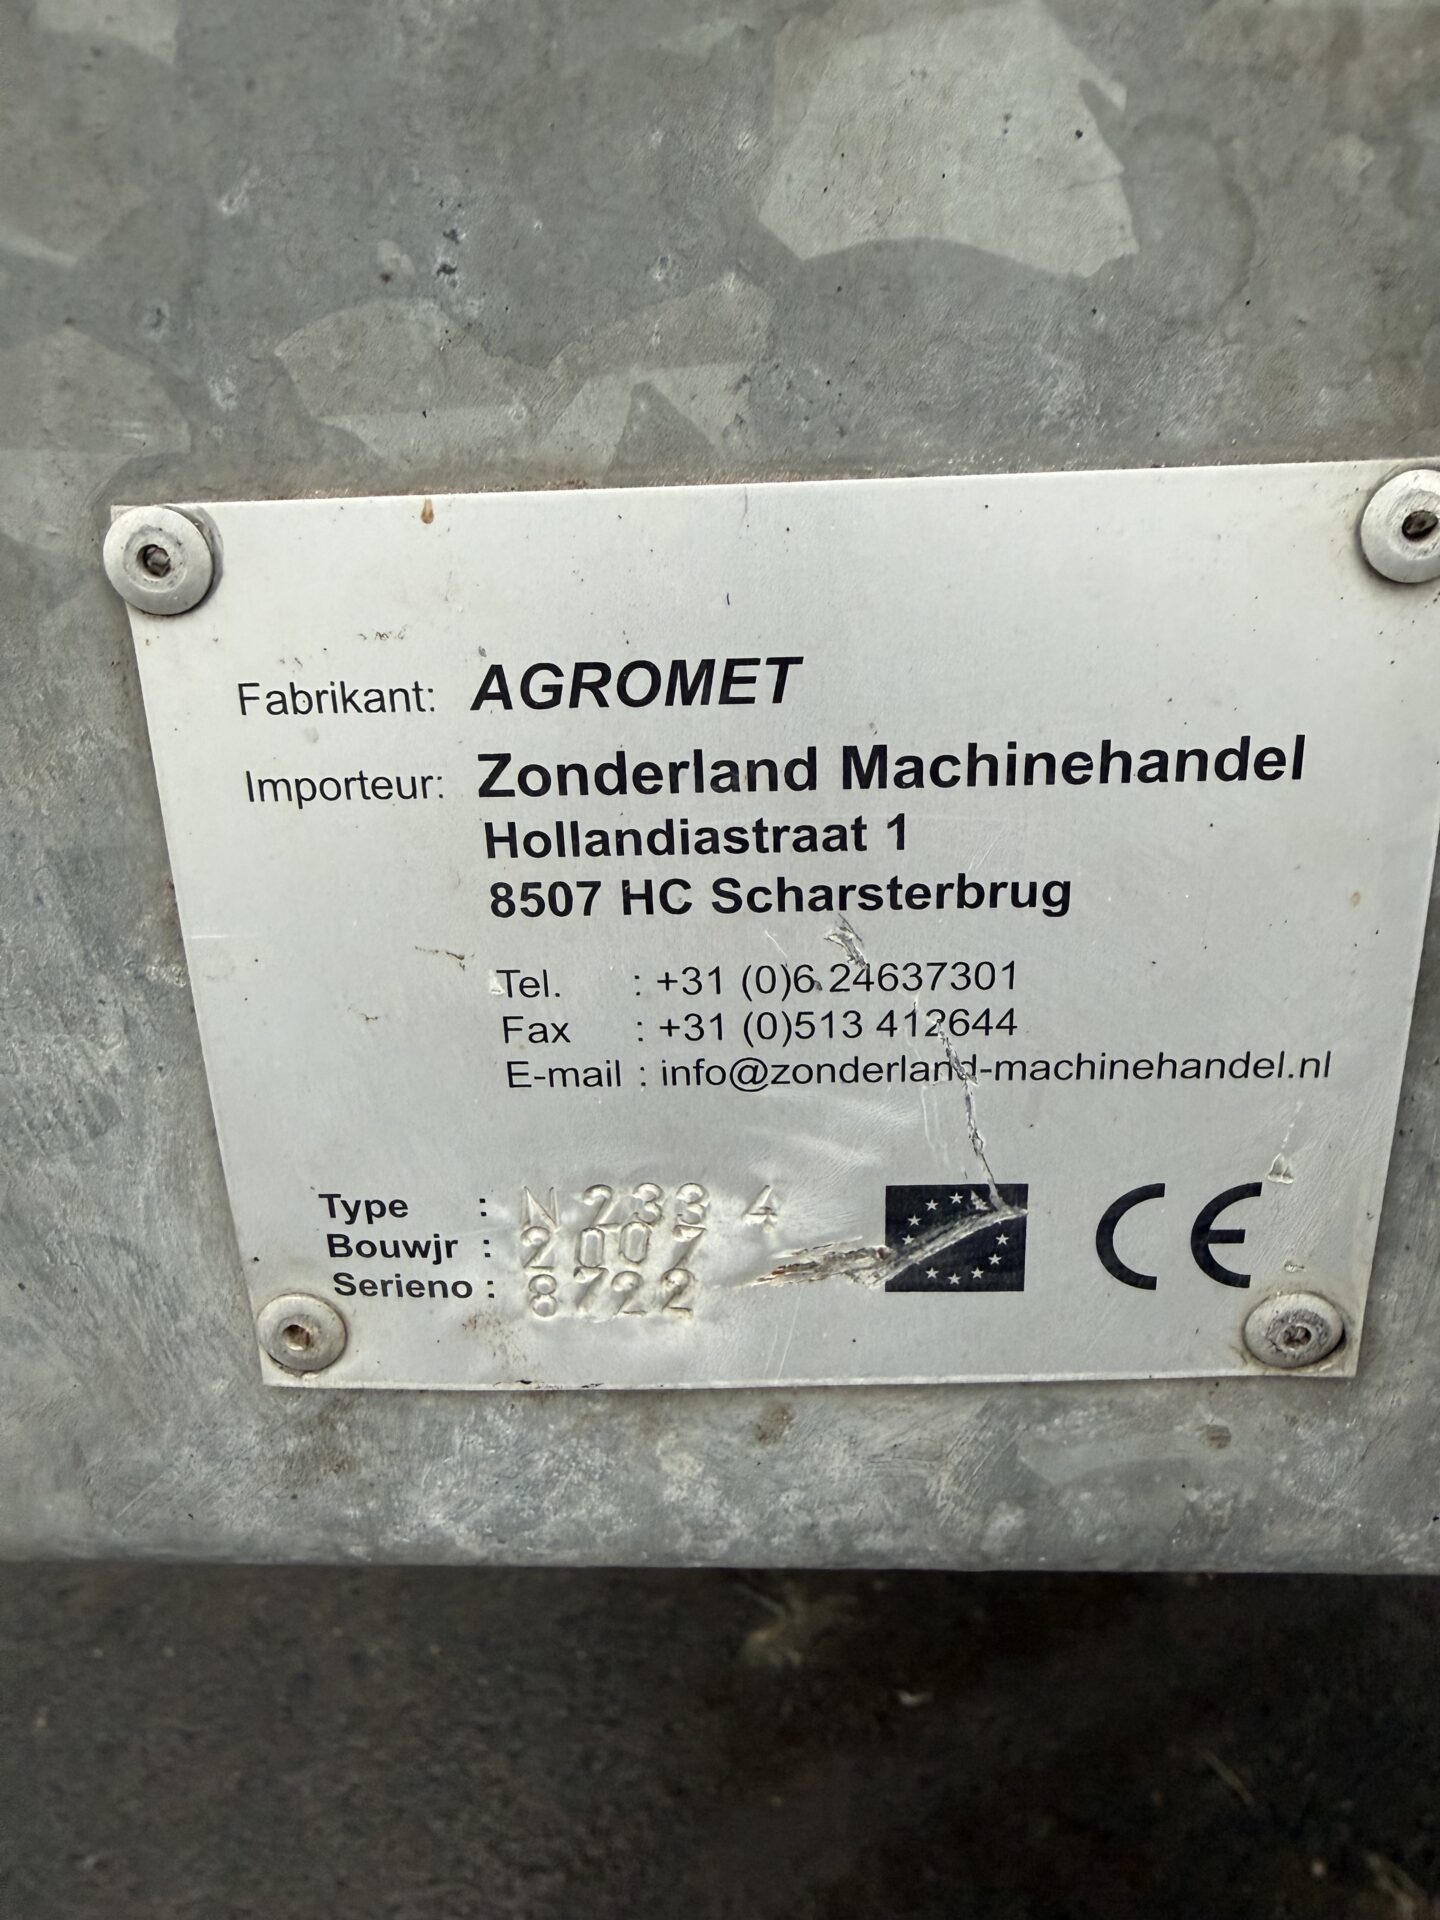 Fabrikant: AGROMET
Importeur: Zonderland Machinehandel
Hollandiastraat 1
8507 HC Scharsterbrug
Tel. : +31 (0)6 24637301
Fax : +31 (0)513 412644
E-mail : info@zonderland-machinehandel.nl
Type : N 233 4
Bouwjr : 2007
Serieno : 8722
CE